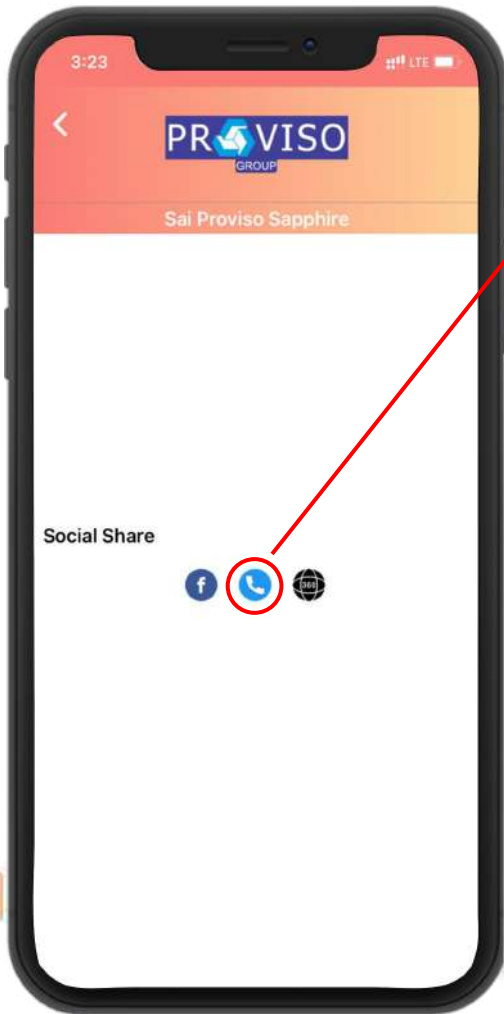 3:23
LTE
PROVISO
GROUP
Sai Proviso Sapphire
Social Share
f
360